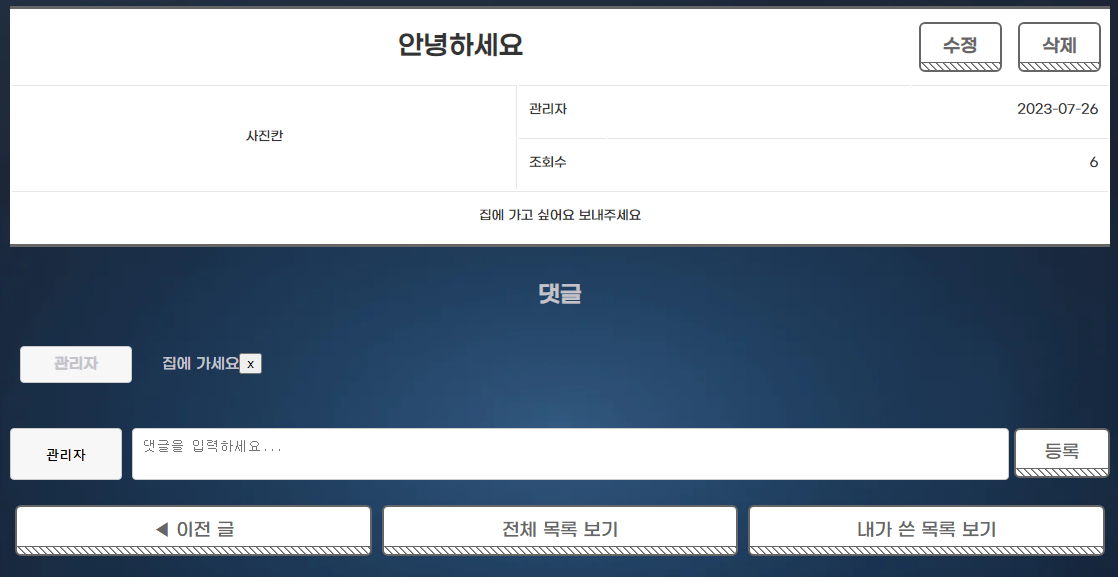 안녕하세요 수정 삭제
관리자 2023-07-26
사진칸
조회수 6
집에 가고 싶어요 보내주세요
댓글
관리자 집에 가세요 x
관리자 댓글을 입력하세요... 등록
◀ 이전 글 전체 목록 보기 내가 쓴 목록 보기